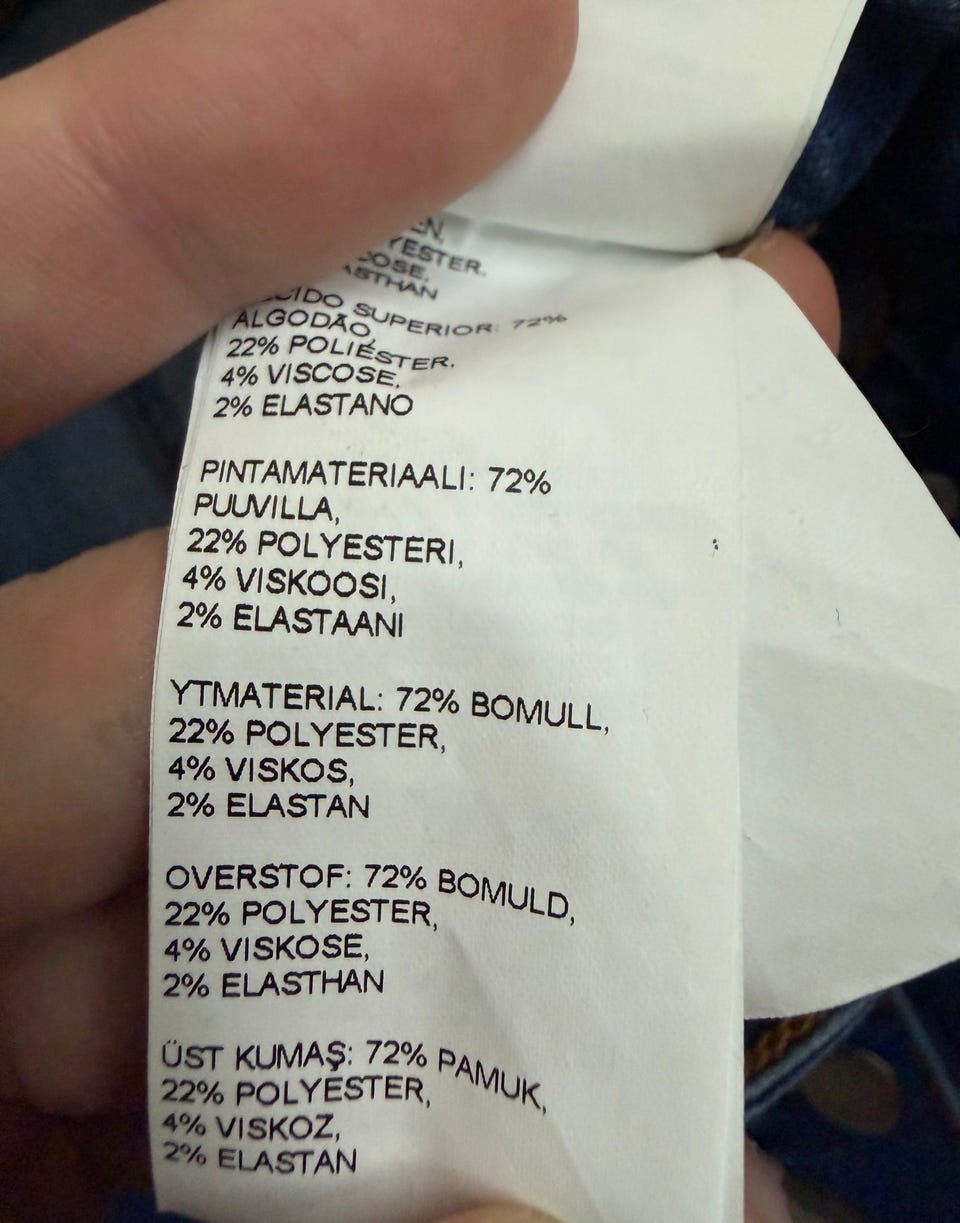 SUPERIOR: 72%
ALGODÃO,
22% POLIÉSTER.
4% VISCOSE,
2% ELASTANO
PINTAMATERIAALI: 72%
PUUVILLA,
22% POLYESTERI,
4% VISKOOSI,
2% ELASTAANI
YTMATERIAL: 72% BOMULL,
22% POLYESTER,
4% VISKOS,
2% ELASTAN
OVERSTOF: 72% BOMULD,
22% POLYESTER,
4% VISKOSE,
2% ELASTHAN
ÜST KUMAŞ: 72% PAMUK,
22% POLYESTER,
4% VISKOZ,
2% ELASTAN